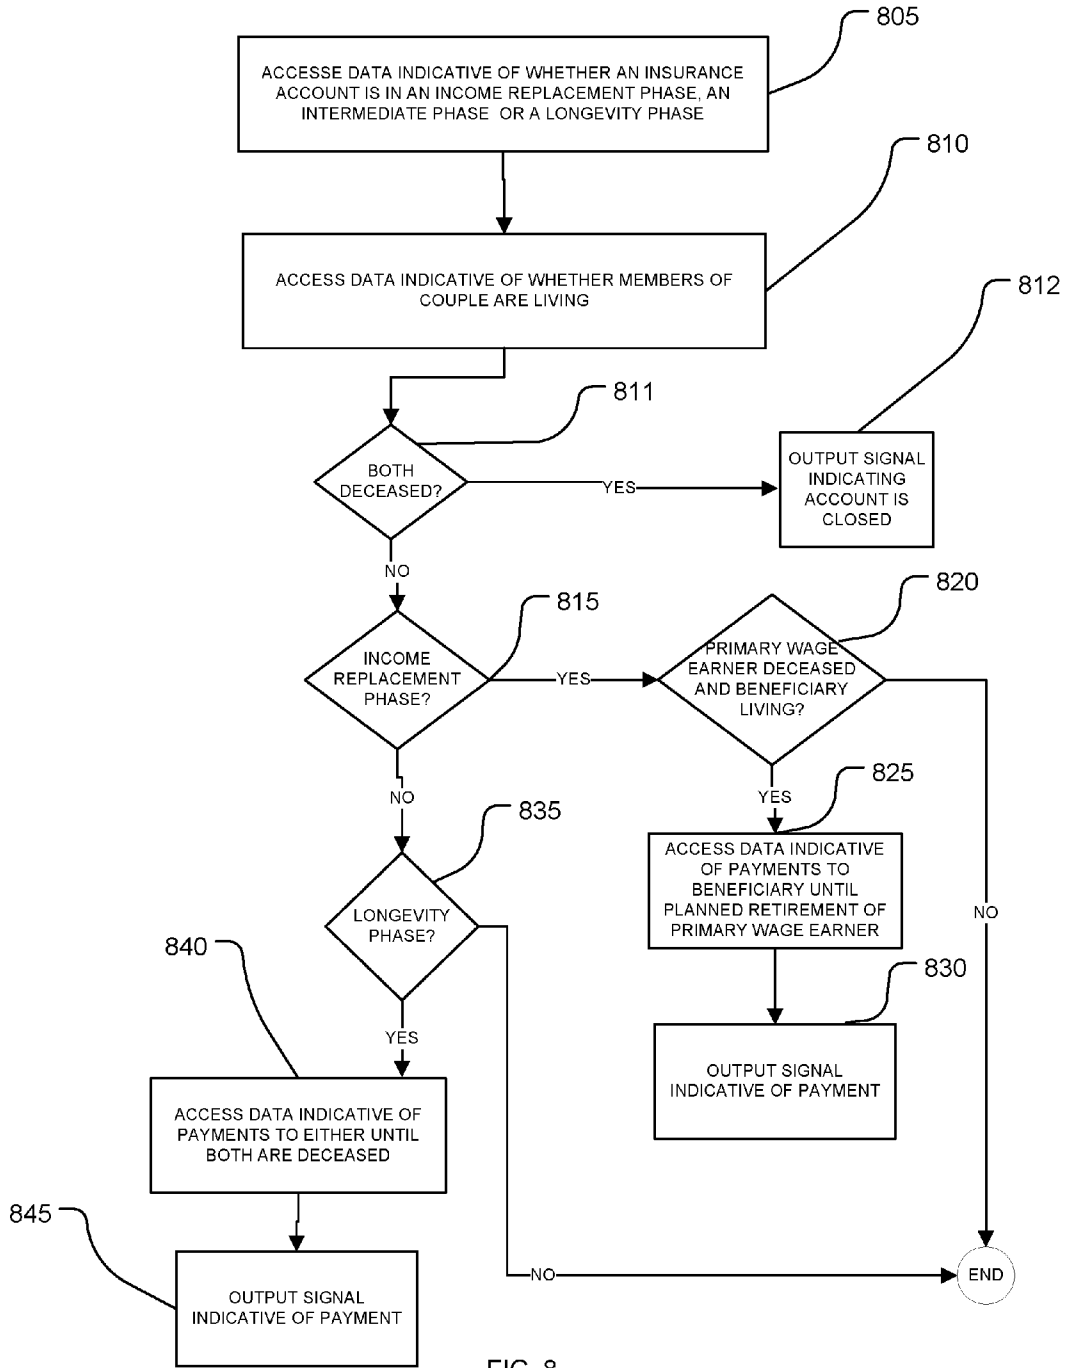 805
ACCESSE DATA INDICATIVE OF WHETHER AN INSURANCE
ACCOUNT IS IN AN INCOME REPLACEMENT PHASE, AN
INTERMEDIATE PHASE OR A LONGEVITY PHASE
810
ACCESS DATA INDICATIVE OF WHETHER MEMBERS OF
COUPLE ARE LIVING
812
811
BOTH
DECEASED?
YES
OUTPUT SIGNAL
INDICATING
ACCOUNT IS
CLOSED
NO
815
820
INCOME
REPLACEMENT
PHASE?
YES
PRIMARY WAGE
EARNER DECEASED
AND BENEFICIARY
LIVING?
NO
YES
825
835
ACCESS DATA INDICATIVE
OF PAYMENTS TO
BENEFICIARY UNTIL
PLANNED RETIREMENT OF
PRIMARY WAGE EARNER
NO
LONGEVITY
PHASE?
840
830
YES
OUTPUT SIGNAL
INDICATIVE OF PAYMENT
ACCESS DATA INDICATIVE OF
PAYMENTS TO EITHER UNTIL
BOTH ARE DECEASED
845
NO
END
OUTPUT SIGNAL
INDICATIVE OF PAYMENT
FIG. 8